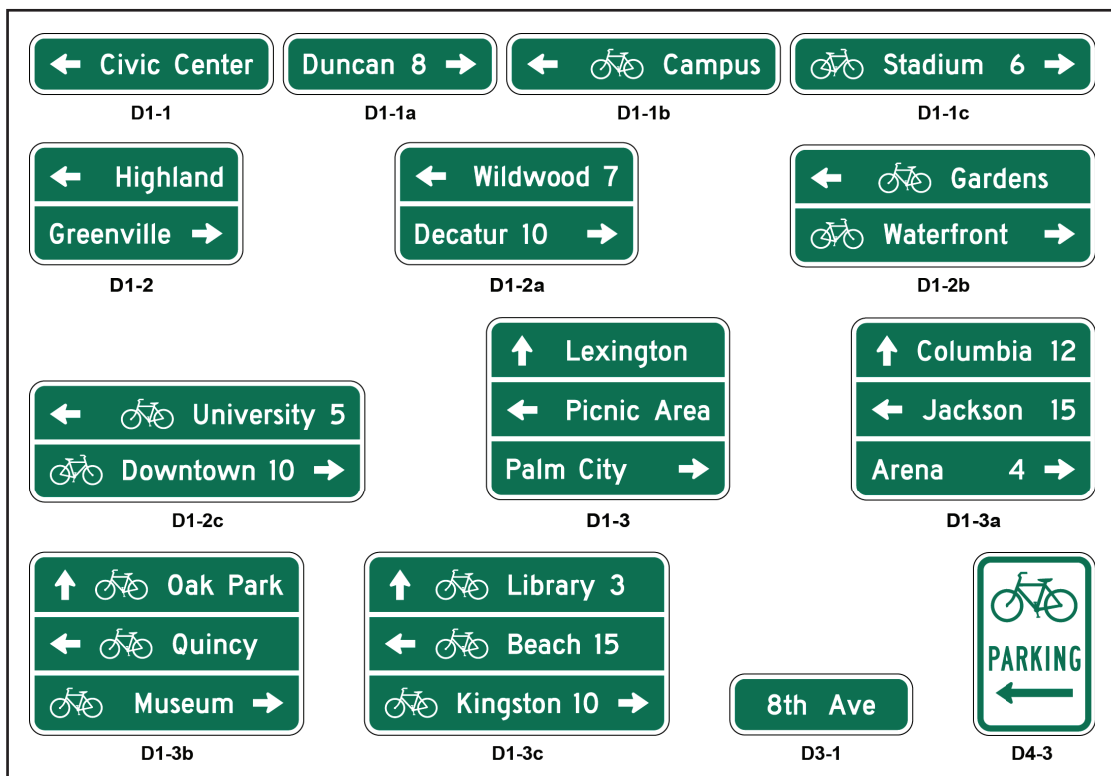 Civic Center
D1-1
Duncan 8
D1-1a
Campus
D1-1b
Stadium 6
D1-1c
Highland
Greenville
D1-2
Wildwood 7
Decatur 10
D1-2a
Gardens
Waterfront
D1-2b
University 5
Downtown 10
D1-2c
Lexington
Picnic Area
Palm City
D1-3
Columbia 12
Jackson 15
Arena 4
D1-3a
Oak Park
Quincy
Museum
D1-3b
Library 3
Beach 15
Kingston 10
D1-3c
8th Ave
D3-1
PARKING
D4-3